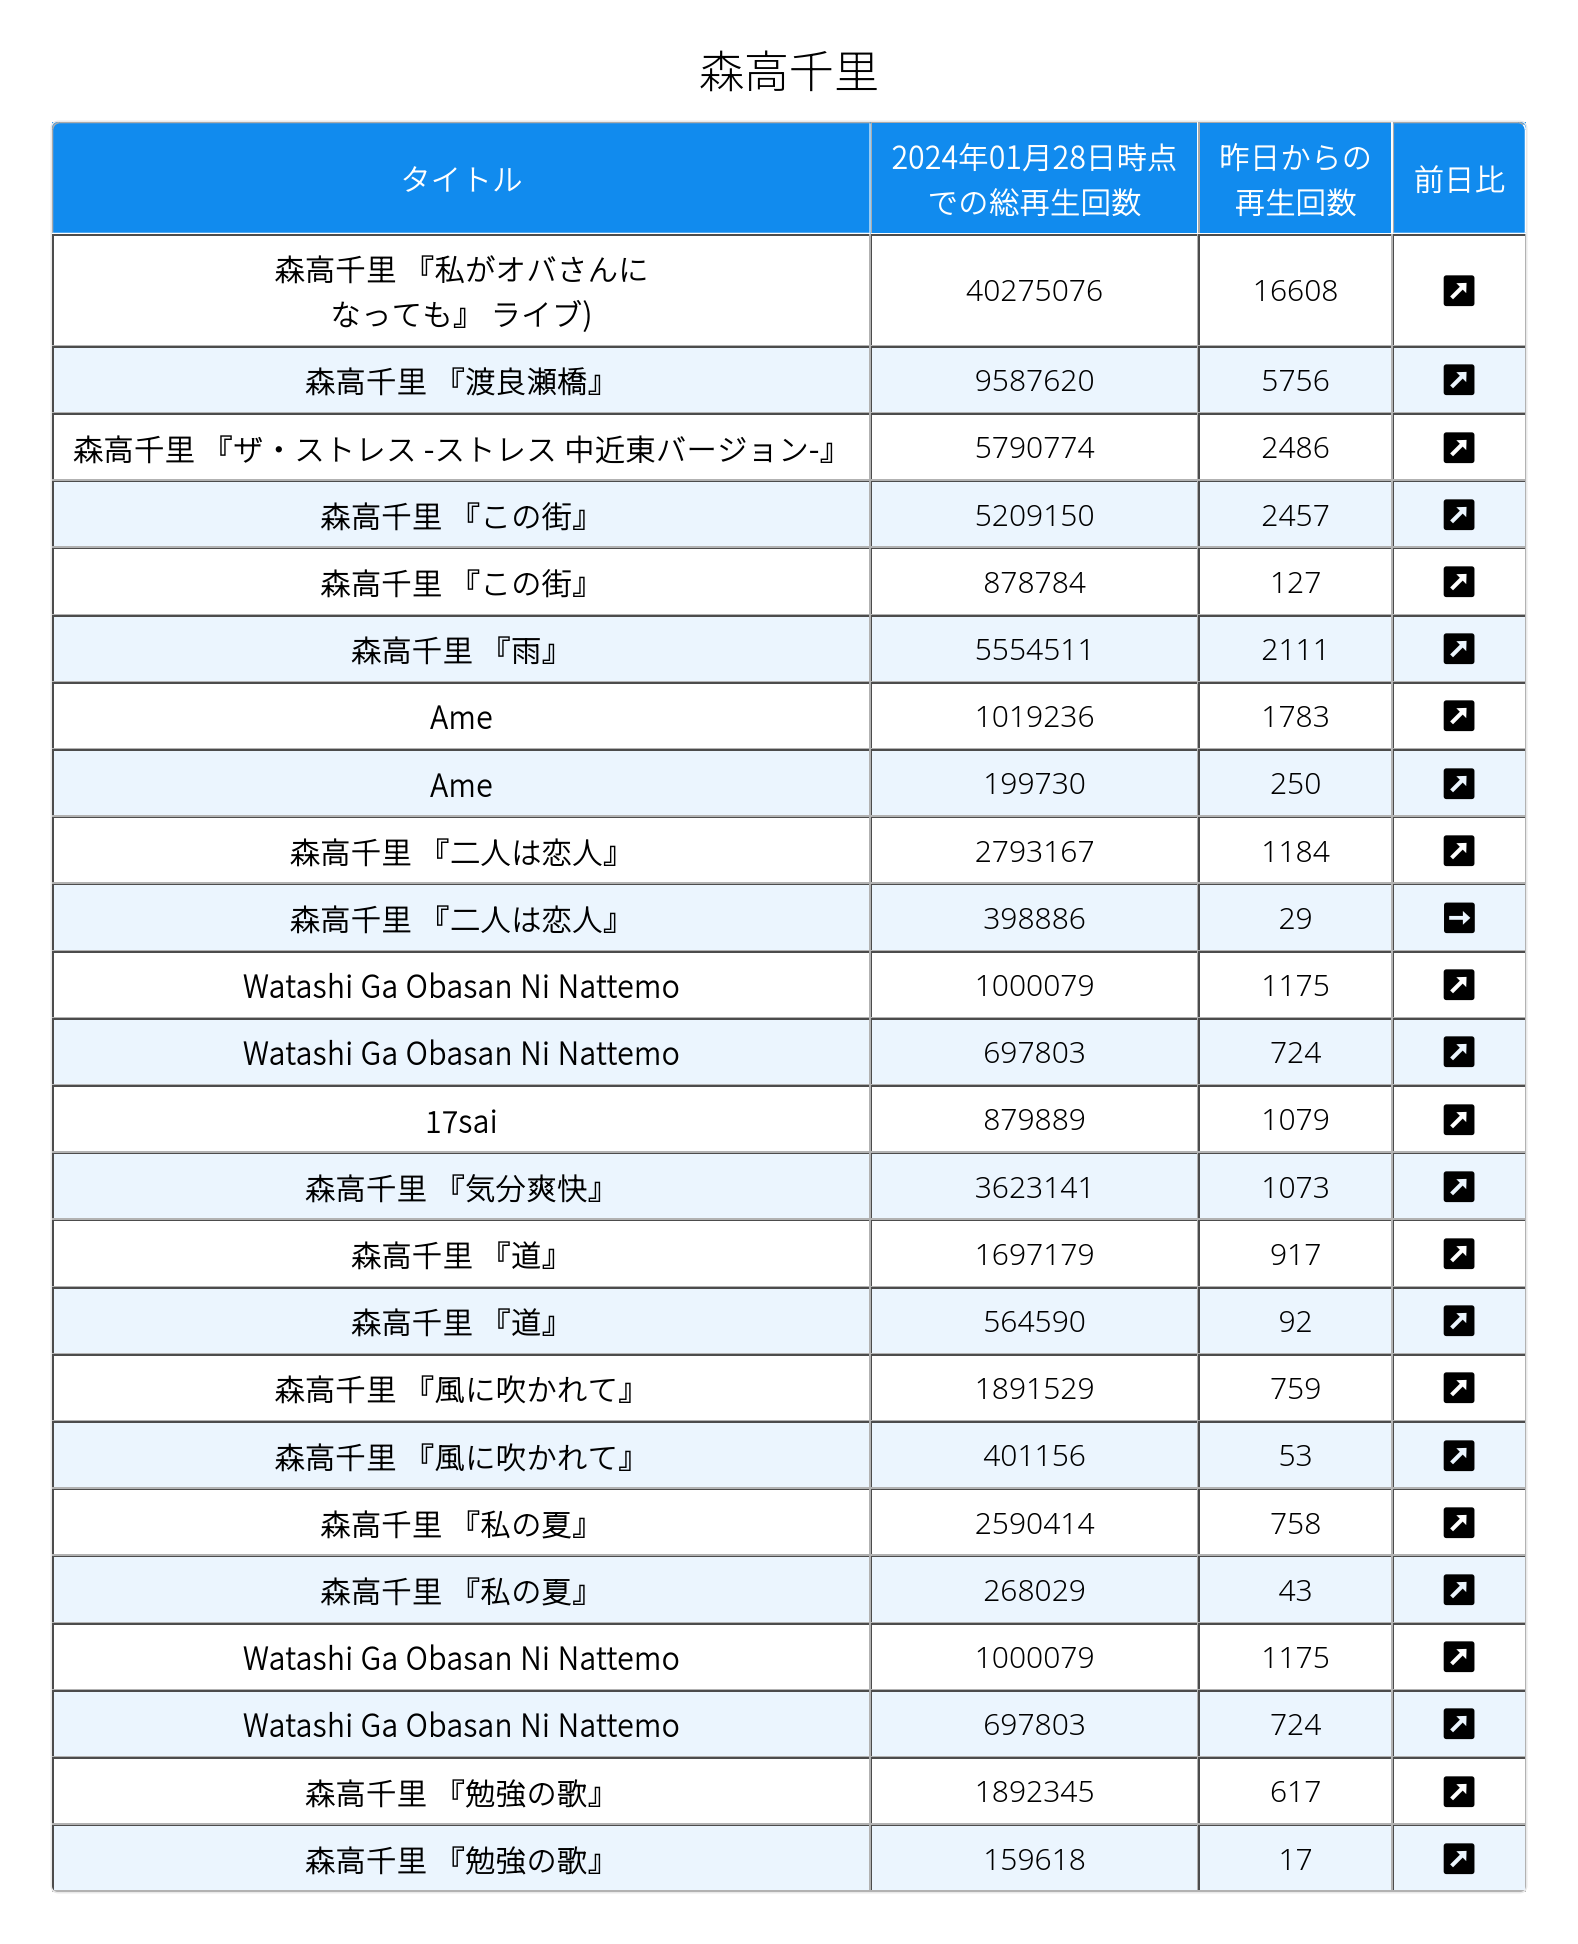 森高千里
タイトル
2024年01月28日時点
での総再生回数
昨日からの
再生回数
前日比
森高千里 『私がオバさんに
なっても』 ライブ)
40275076
16608
森高千里 『渡良瀬橋』
9587620
5756
森高千里 『ザ・ストレス -ストレス 中近東バージョン-』
5790774
2486
森高千里 『この街』
5209150
2457
森高千里 『この街』
878784
127
森高千里 『雨』
5554511
2111
Ame
1019236
1783
Ame
199730
250
森高千里 『二人は恋人』
2793167
1184
森高千里 『二人は恋人』
398886
29
Watashi Ga Obasan Ni Nattemo
1000079
1175
Watashi Ga Obasan Ni Nattemo
697803
724
17sai
879889
1079
森高千里 『気分爽快』
3623141
1073
森高千里 『道』
1697179
917
森高千里 『道』
564590
92
森高千里 『風に吹かれて』
1891529
759
森高千里 『風に吹かれて』
401156
53
森高千里 『私の夏』
2590414
758
森高千里 『私の夏』
268029
43
Watashi Ga Obasan Ni Nattemo
1000079
1175
Watashi Ga Obasan Ni Nattemo
697803
724
森高千里 『勉強の歌』
1892345
617
森高千里 『勉強の歌』
159618
17